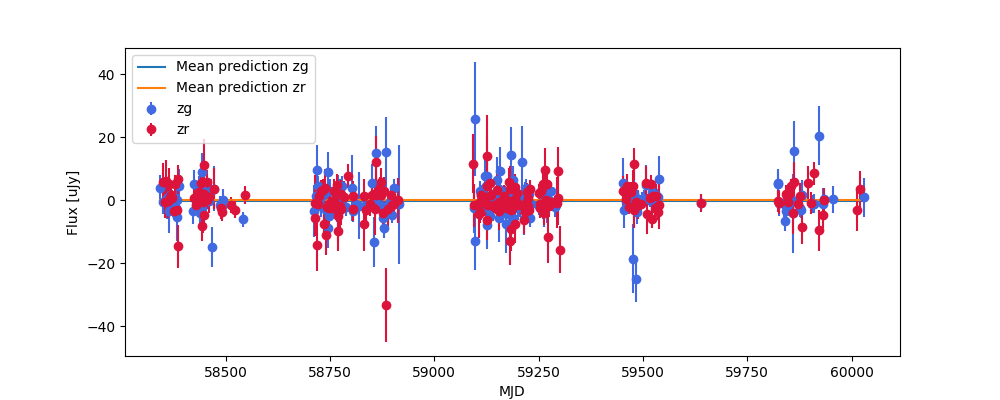 Mean prediction zg
Mean prediction zr
zg
zr
40
20
0
−20
−40
Flux [uJy]
58500
58750
59000
59250
59500
59750
60000
MJD